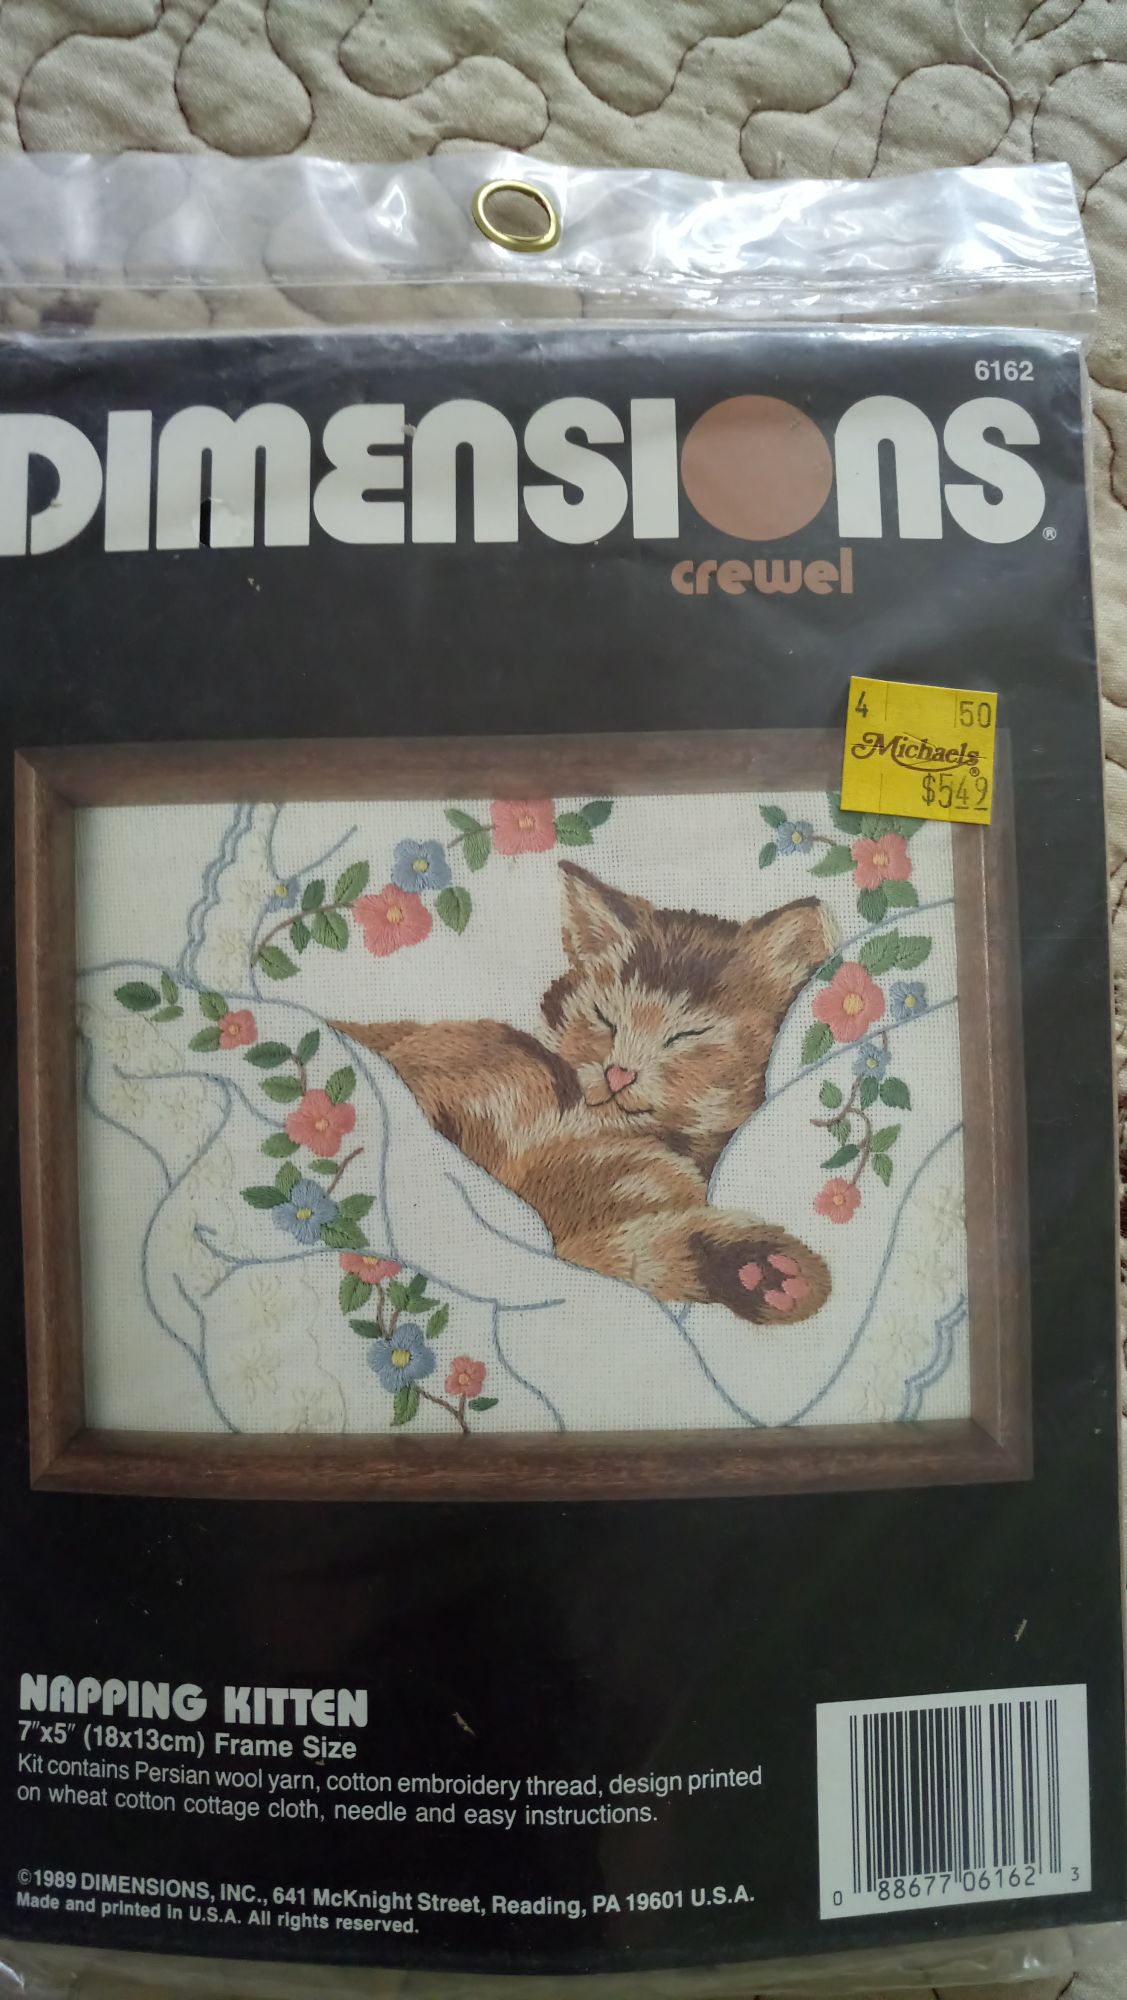 6162
DIMENSIONS®
crewel
4 50
Michaels®
$5.49
NAPPING KITTEN
7"x5" (18x13cm) Frame Size
Kit contains Persian wool yarn, cotton embroidery thread, design printed
on wheat cotton cottage cloth, needle and easy instructions.
©1989 DIMENSIONS, INC., 641 McKnight Street, Reading, PA 19601 U.S.A.
Made and printed in U.S.A. All rights reserved.
0 88677 06162 3